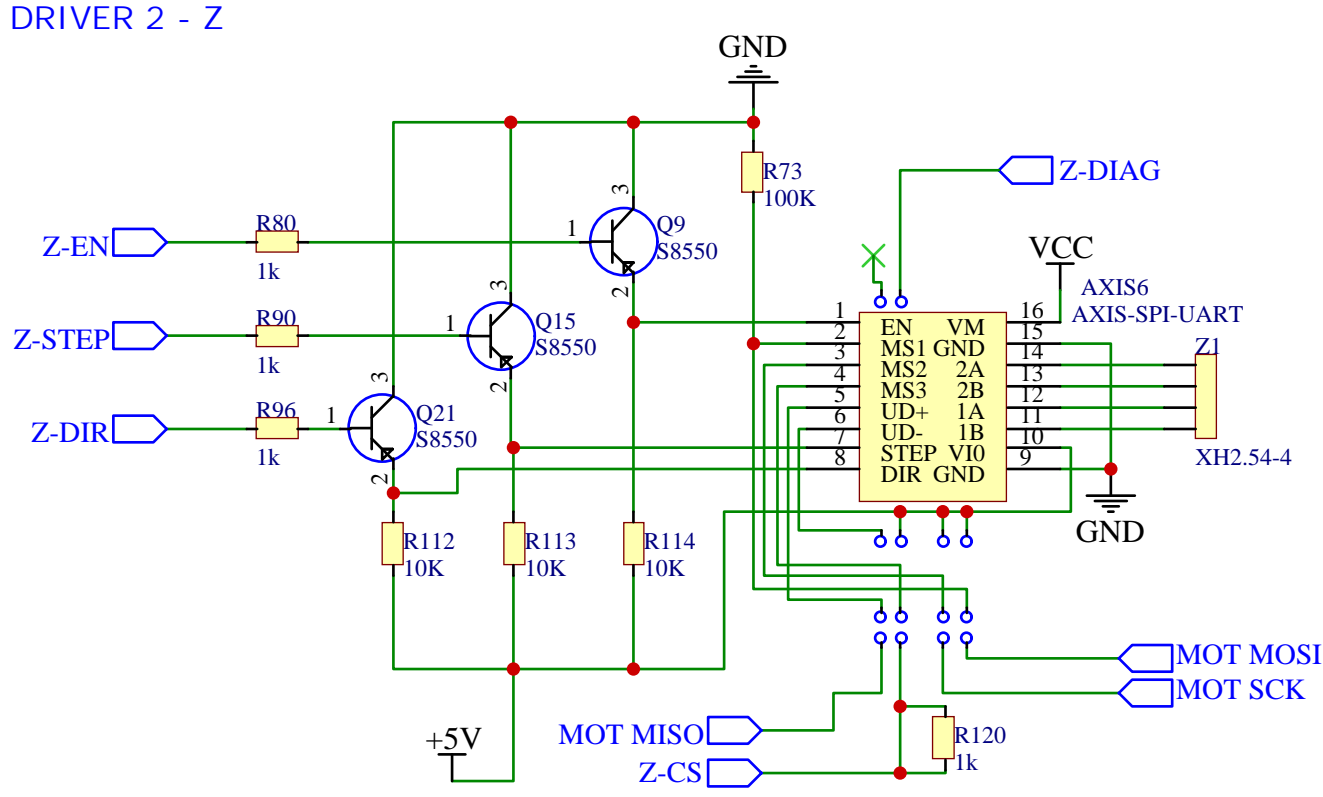 DRIVER 2 - Z
GND
R73
100K
Z-DIAG
3
Q9
S8550
1
2
R80
1k
Z-EN
VCC
AXIS6
AXIS-SPI-UART
3
Q15
S8550
1
2
R90
1k
Z-STEP
3
Q21
S8550
1
2
R96
1k
Z-DIR
1 EN VM 16
2 MS1 GND 15
3 MS2 2A 14
4 MS3 2B 13
5 UD+ 1A 12
6 UD- 1B 11
7 STEP VI0 10
8 DIR GND 9
Z1
XH2.54-4
GND
R112
10K
R113
10K
R114
10K
+5V
MOT MOSI
MOT SCK
MOT MISO
Z-CS
R120
1k